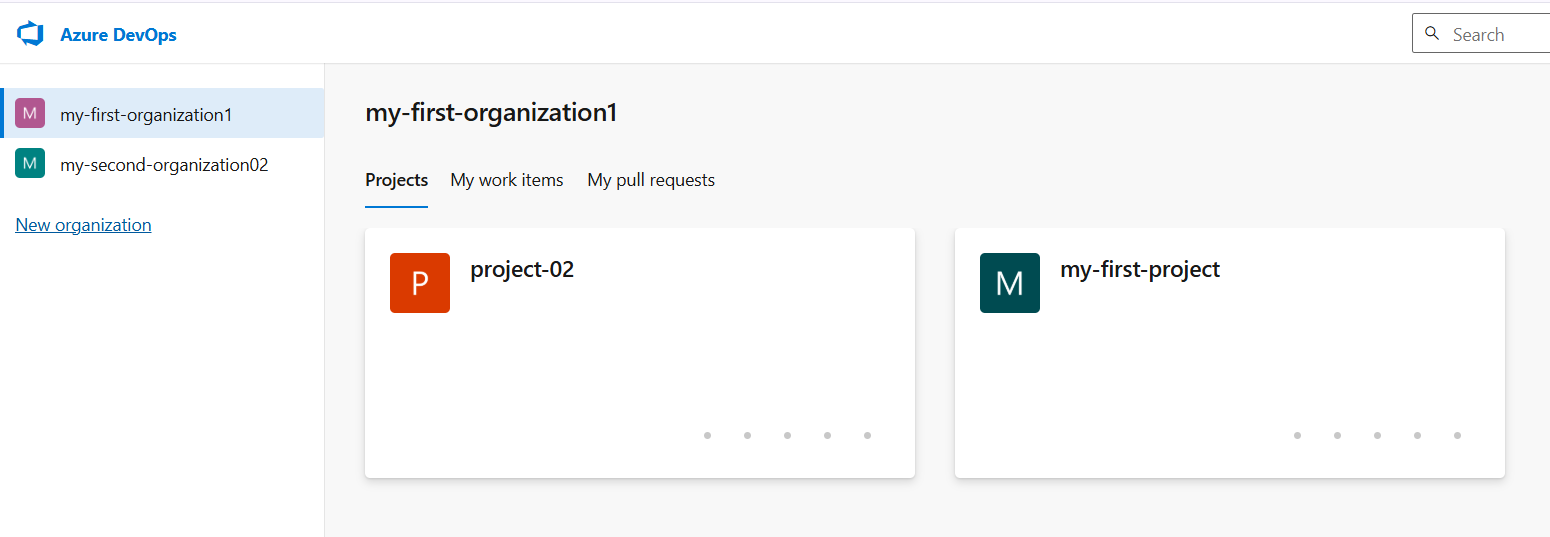 Azure DevOps
Search
M my-first-organization1
M my-second-organization02
New organization
my-first-organization1
Projects My work items My pull requests
P project-02
M my-first-project